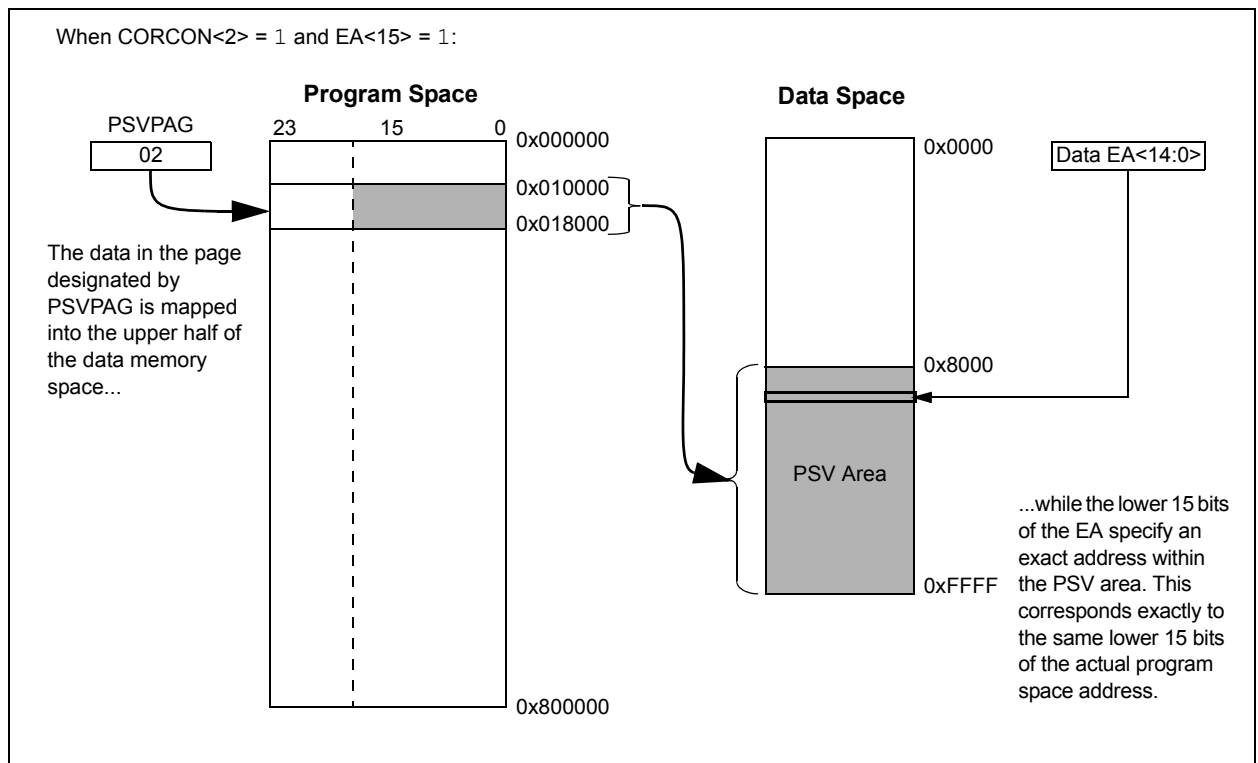 When CORCON<2> = 1 and EA<15> = 1:
Program Space
Data Space
PSVPAG
02
23
15
0
0x000000
0x010000
0x018000
0x800000
The data in the page
designated by
PSVPAG is mapped
into the upper half of
the data memory
space...
0x0000
0x8000
0xFFFF
PSV Area
Data EA<14:0>
...while the lower 15 bits
of the EA specify an
exact address within
the PSV area. This
corresponds exactly to
the same lower 15 bits
of the actual program
space address.